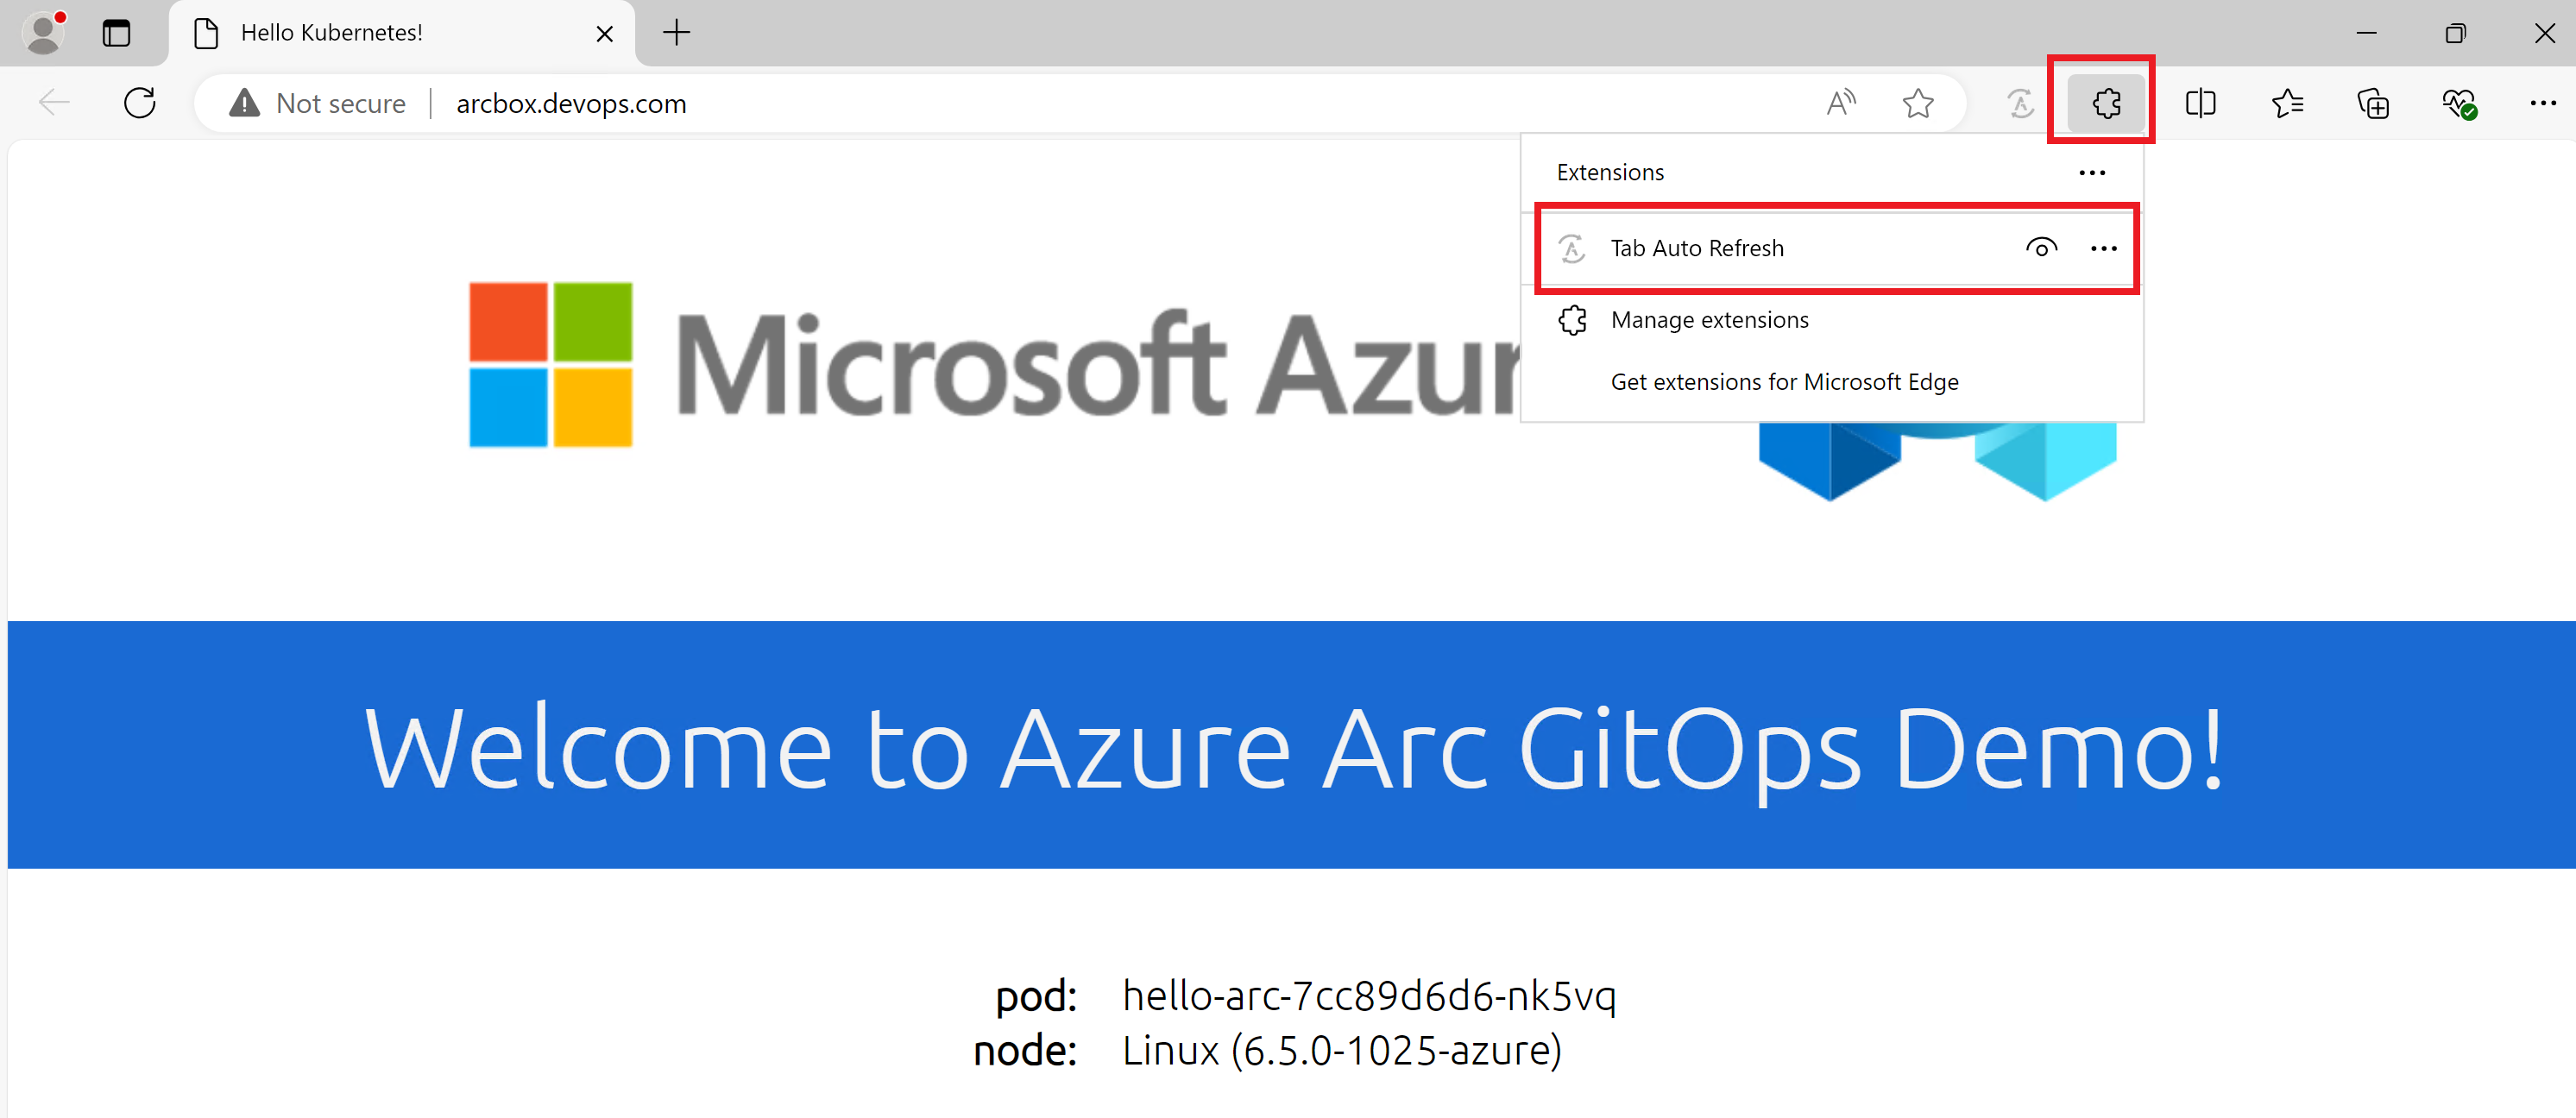 Hello Kubernetes!
Not secure
arcbox.devops.com
Extensions
Tab Auto Refresh
Manage extensions
Get extensions for Microsoft Edge
Microsoft Azur
Welcome to Azure Arc GitOps Demo!
pod: hello-arc-7cc89d6d6-nk5vq
node: Linux (6.5.0-1025-azure)